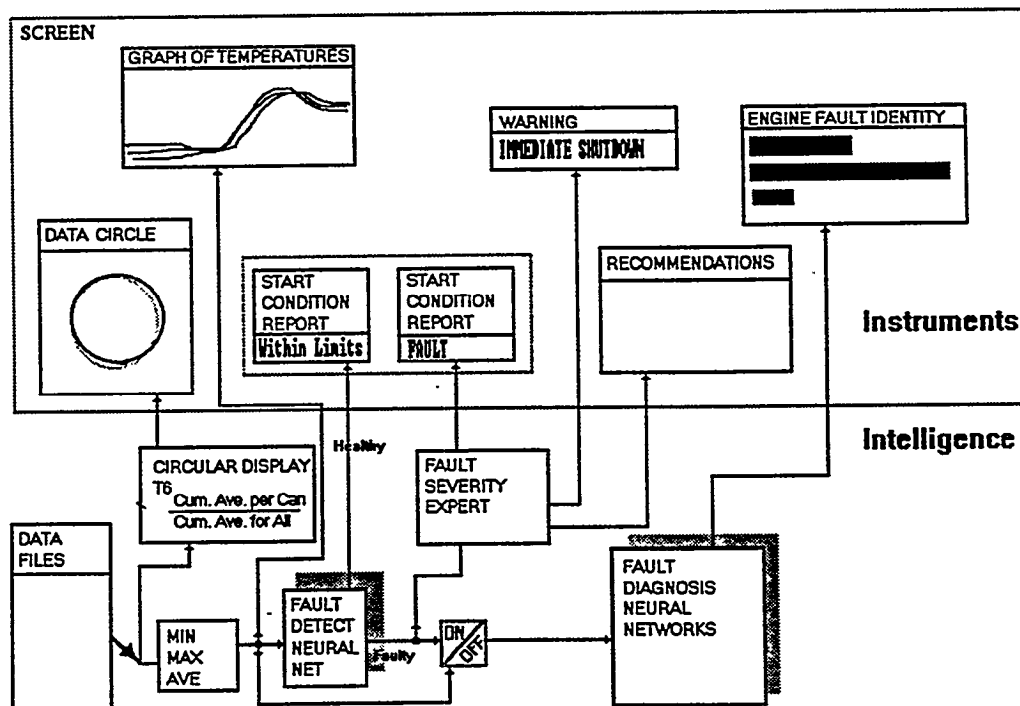 SCREEN
GRAPH OF TEMPERATURES
WARNING
IMMEDIATE SHUTDOWN
ENGINE FAULT IDENTITY
DATA CIRCLE
START
CONDITION
REPORT
Within Limits
START
CONDITION
REPORT
FAULT
RECOMMENDATIONS
Instruments
Intelligence
Healthy
CIRCULAR DISPLAY
T6
Cum. Ave. per Can
Cum. Ave. for All
FAULT
SEVERITY
EXPERT
DATA
FILES
MIN
MAX
AVE
FAULT
DETECT
NEURAL
NET
Faulty
ON
OFF
FAULT
DIAGNOSIS
NEURAL
NETWORKS